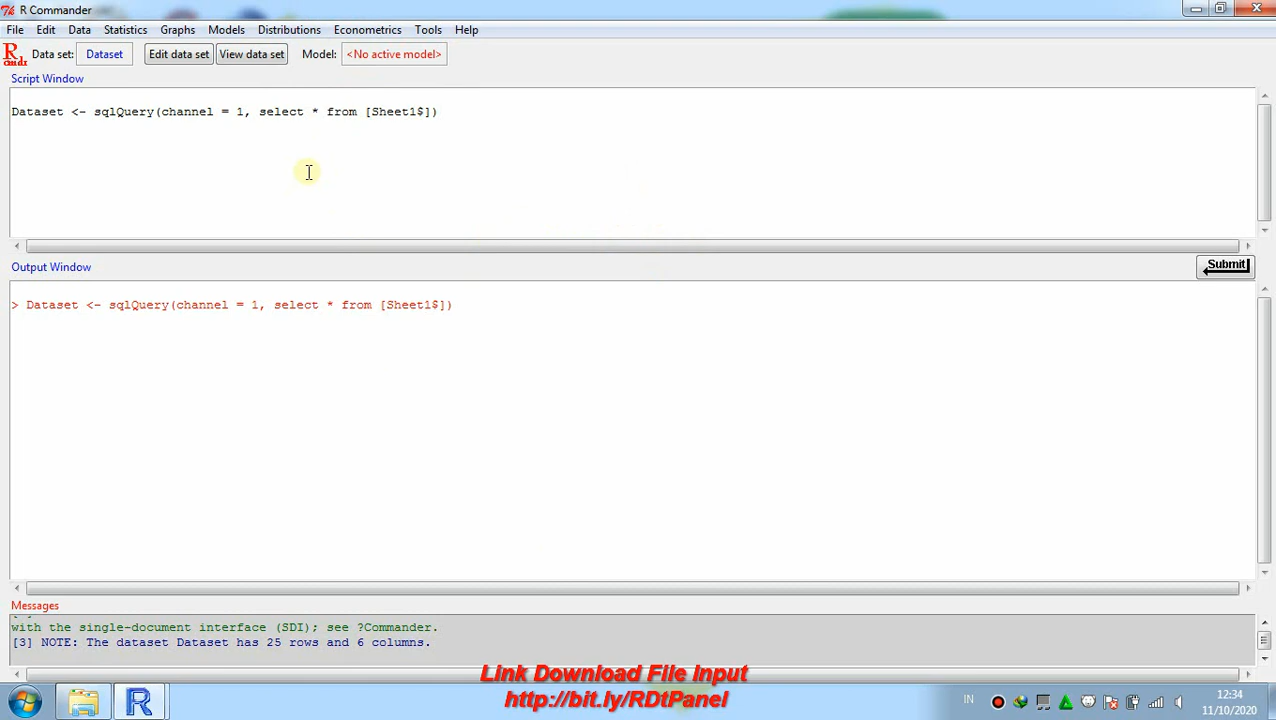 R Commander
File Edit Data Statistics Graphs Models Distributions Econometrics Tools Help
R cmdr Data set: Dataset Edit data set View data set Model: <No active model>
Script Window
Dataset <- sqlQuery(channel = 1, select * from [Sheet1$])
Output Window
Submit
> Dataset <- sqlQuery(channel = 1, select * from [Sheet1$])
Messages
with the single-document interface (SDI); see ?Commander.
[3] NOTE: The dataset Dataset has 25 rows and 6 columns.
Link Download File Input
http://bit.ly/RDtPanel
IN
12:34
11/10/2020